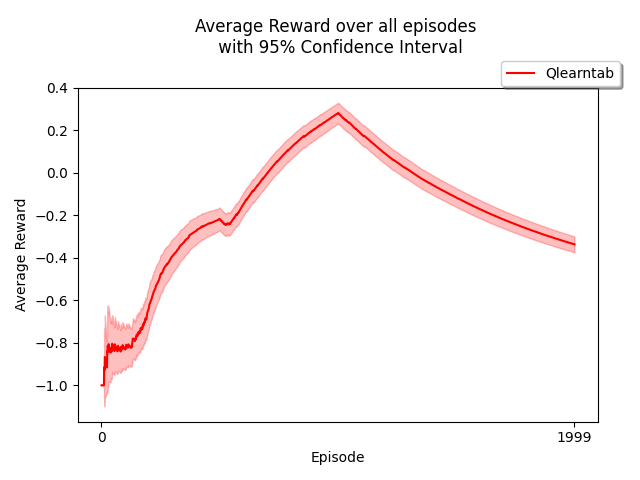 Average Reward over all episodes
with 95% Confidence Interval
Qlearntab
0.4
0.2
0.0
−0.2
−0.4
−0.6
−0.8
−1.0
Average Reward
0
1999
Episode